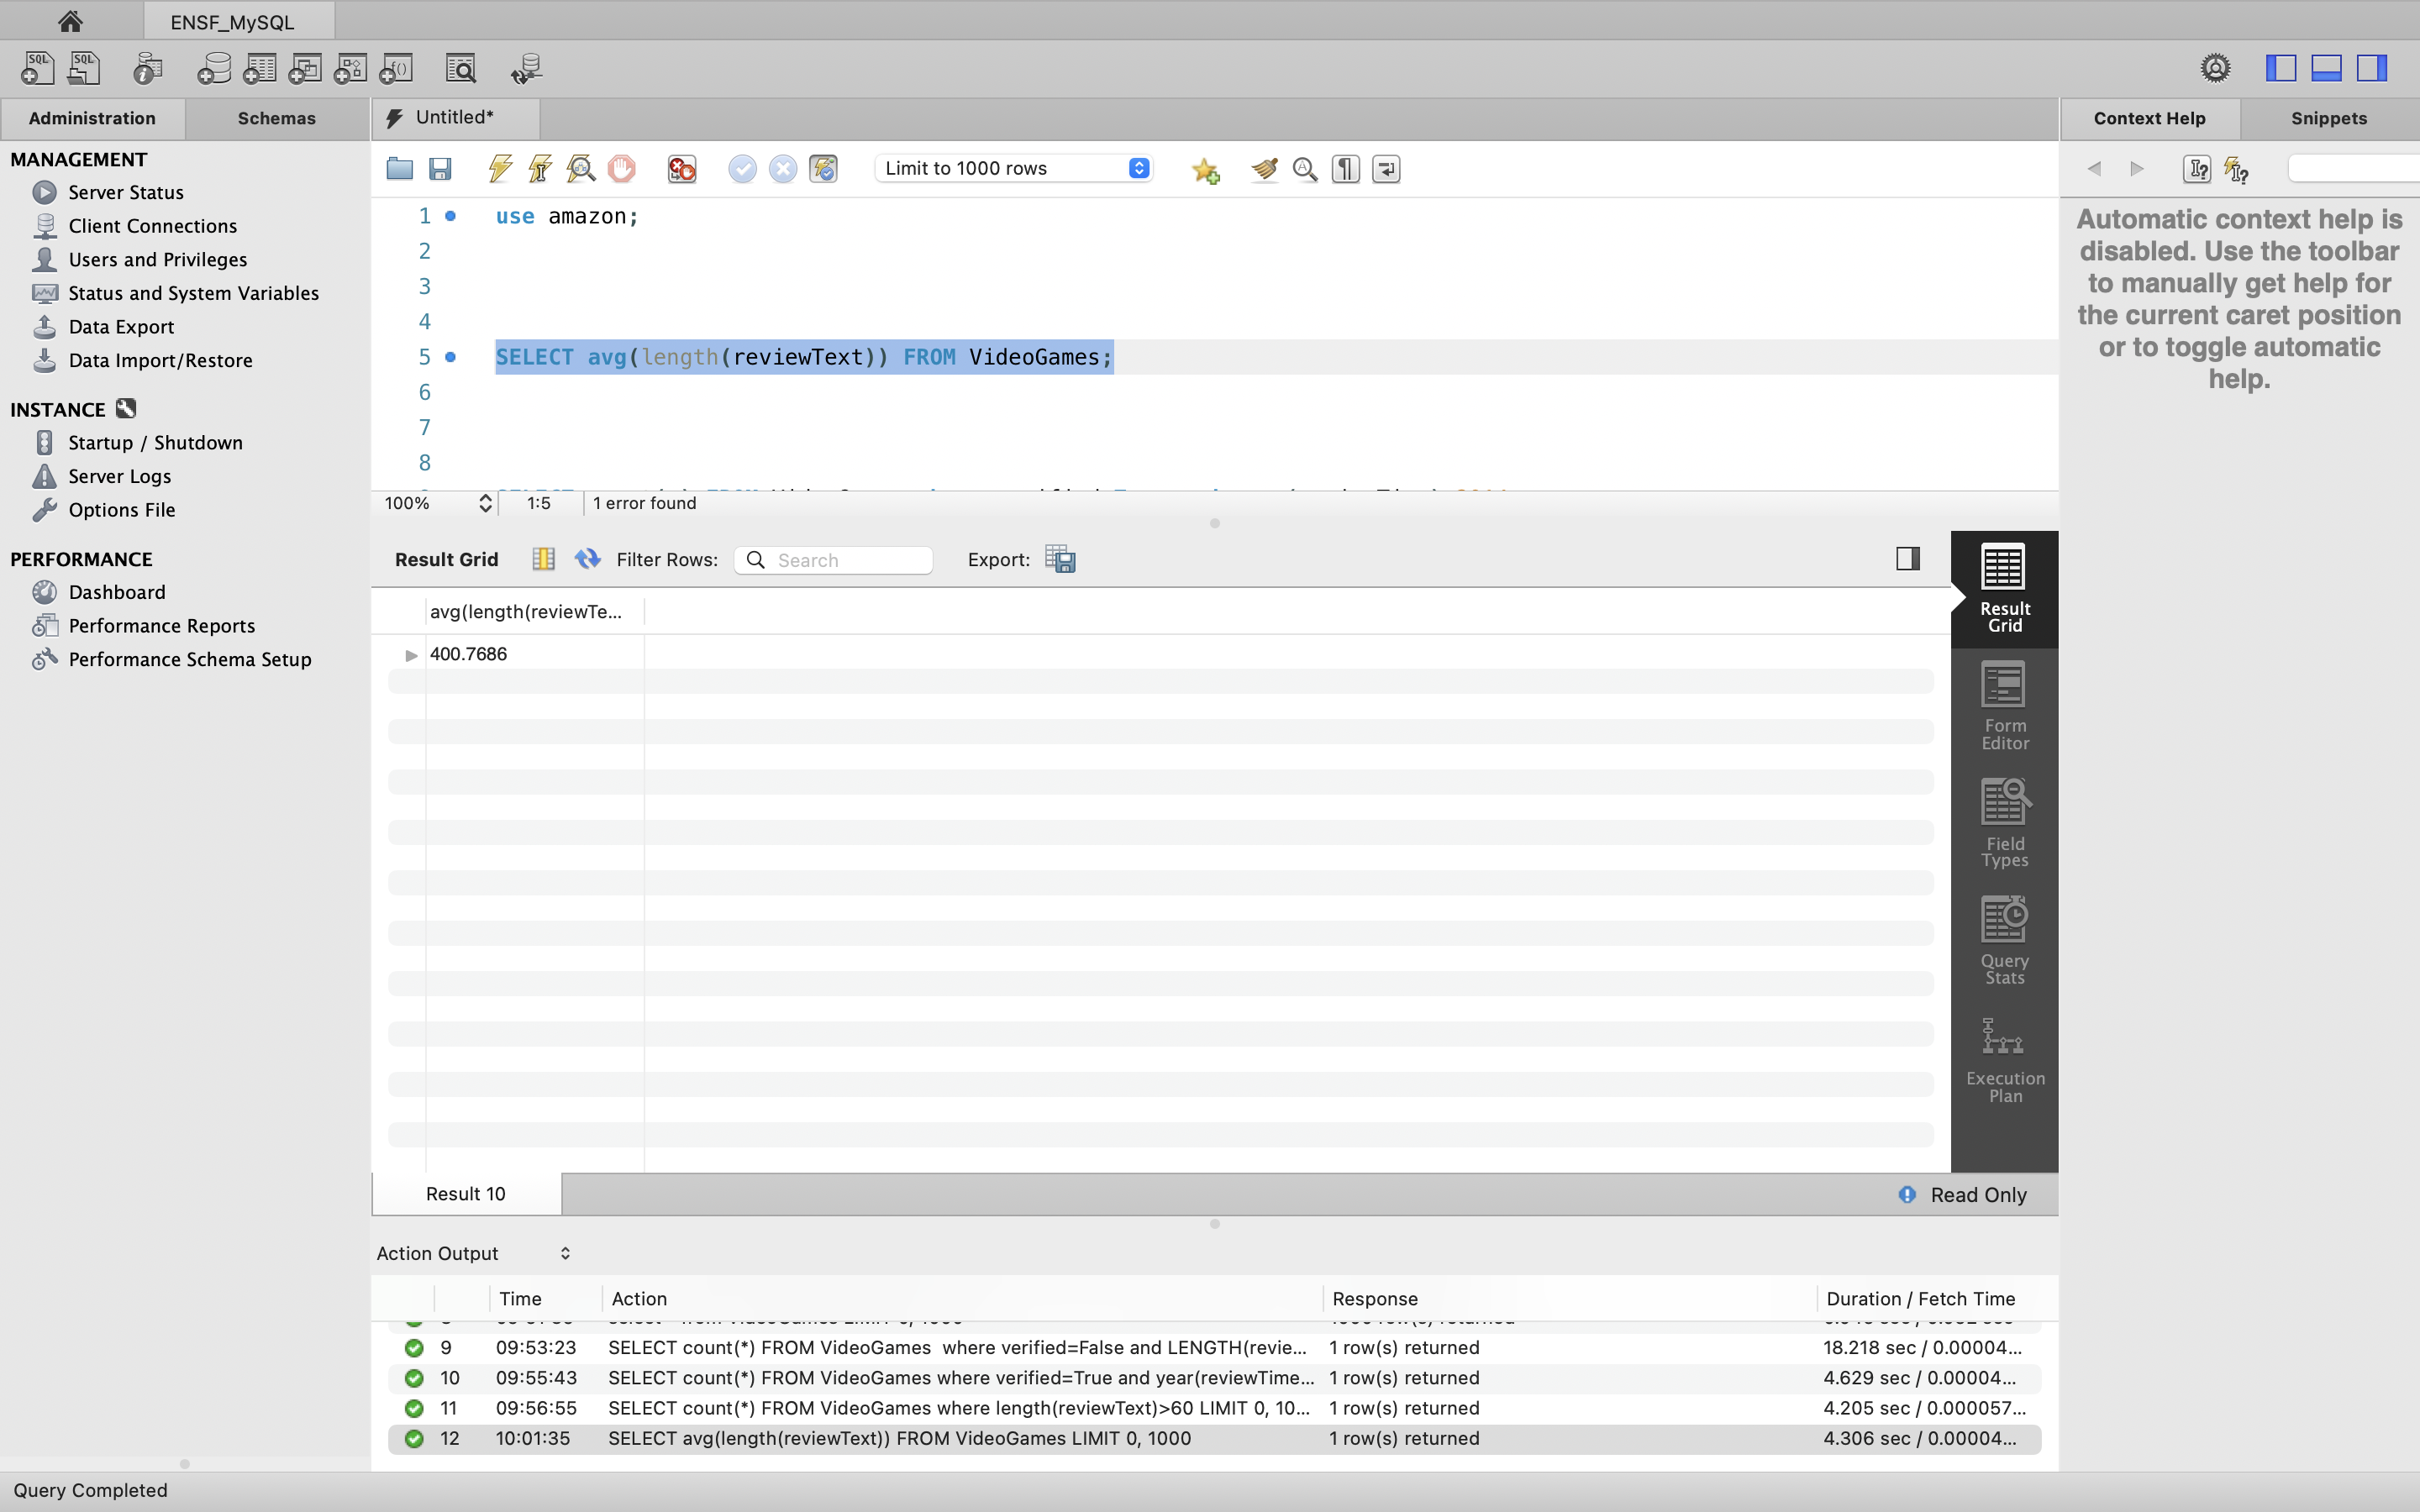 ENSF_MySQL
SQL
SQL
Administration
Schemas
Untitled*
Context Help
Snippets
MANAGEMENT
Server Status
Client Connections
Users and Privileges
Status and System Variables
Data Export
Data Import/Restore
INSTANCE
Startup / Shutdown
Server Logs
Options File
PERFORMANCE
Dashboard
Performance Reports
Performance Schema Setup
Limit to 1000 rows
1 use amazon;
2
3
4
5 SELECT avg(length(reviewText)) FROM VideoGames;
6
7
8
100% 1:5 1 error found
Automatic context help is
disabled. Use the toolbar
to manually get help for
the current caret position
or to toggle automatic
help.
Result Grid Filter Rows: Search Export:
avg(length(reviewTe...
400.7686
Result
Grid
Form
Editor
Field
Types
Query
Stats
Execution
Plan
Result 10
Read Only
Action Output
Time Action Response Duration / Fetch Time
9 09:53:23 SELECT count(*) FROM VideoGames where verified=False and LENGTH(revie... 1 row(s) returned 18.218 sec / 0.00004...
10 09:55:43 SELECT count(*) FROM VideoGames where verified=True and year(reviewTime... 1 row(s) returned 4.629 sec / 0.00004...
11 09:56:55 SELECT count(*) FROM VideoGames where length(reviewText)>60 LIMIT 0, 10... 1 row(s) returned 4.205 sec / 0.000057...
12 10:01:35 SELECT avg(length(reviewText)) FROM VideoGames LIMIT 0, 1000 1 row(s) returned 4.306 sec / 0.00004...
Query Completed